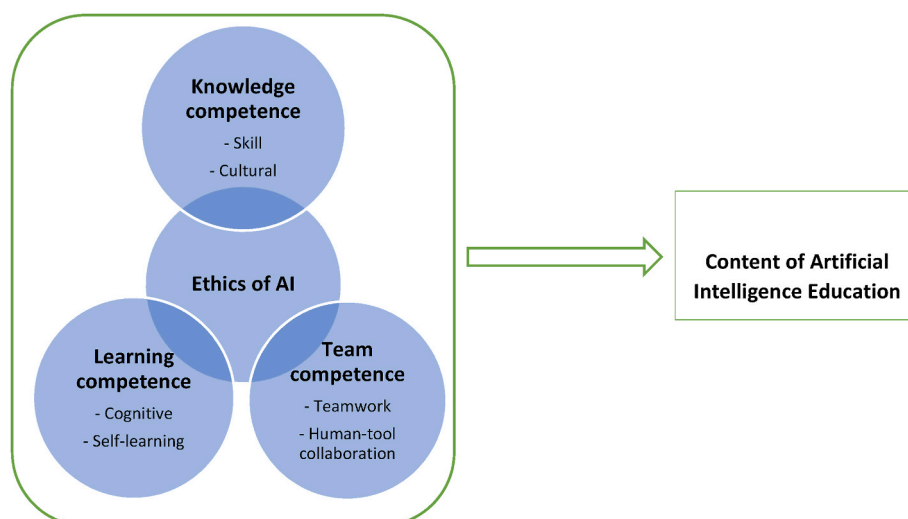 Knowledge
competence
- Skill
- Cultural
Ethics of AI
Learning
competence
- Cognitive
- Self-learning
Team
competence
- Teamwork
- Human-tool
collaboration
Content of Artificial
Intelligence Education